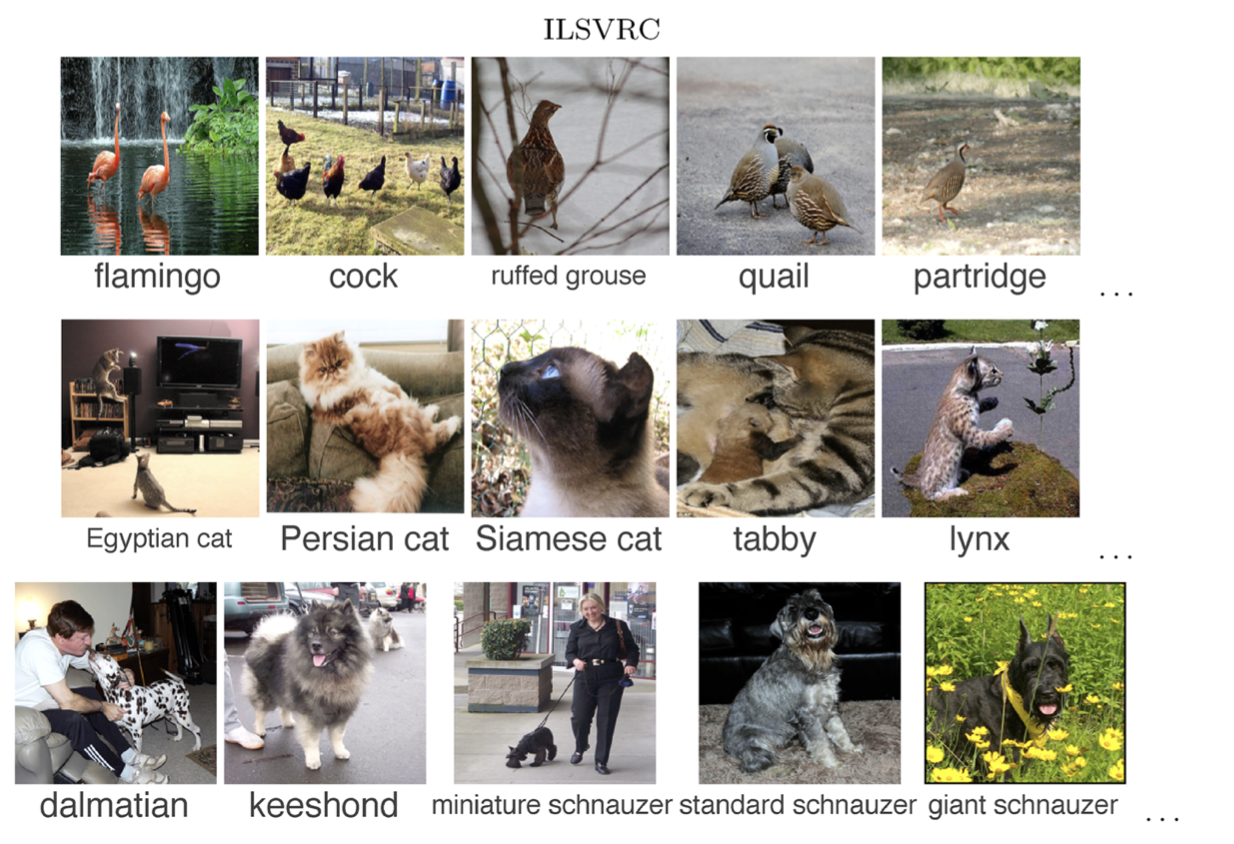 ILSVRC
flamingo cock ruffed grouse quail partridge ...
Egyptian cat Persian cat Siamese cat tabby lynx ...
dalmatian keeshond miniature schnauzer standard schnauzer giant schnauzer ...